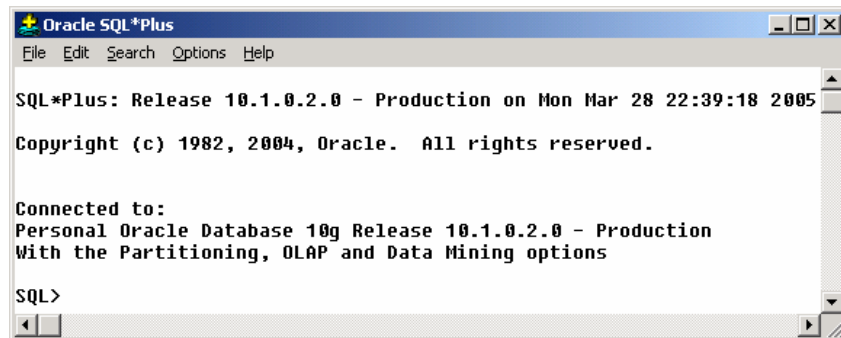 Oracle SQL*Plus
File Edit Search Options Help
SQL*Plus: Release 10.1.0.2.0 - Production on Mon Mar 28 22:39:18 2005
Copyright (c) 1982, 2004, Oracle.  All rights reserved.
Connected to:
Personal Oracle Database 10g Release 10.1.0.2.0 - Production
With the Partitioning, OLAP and Data Mining options
SQL>